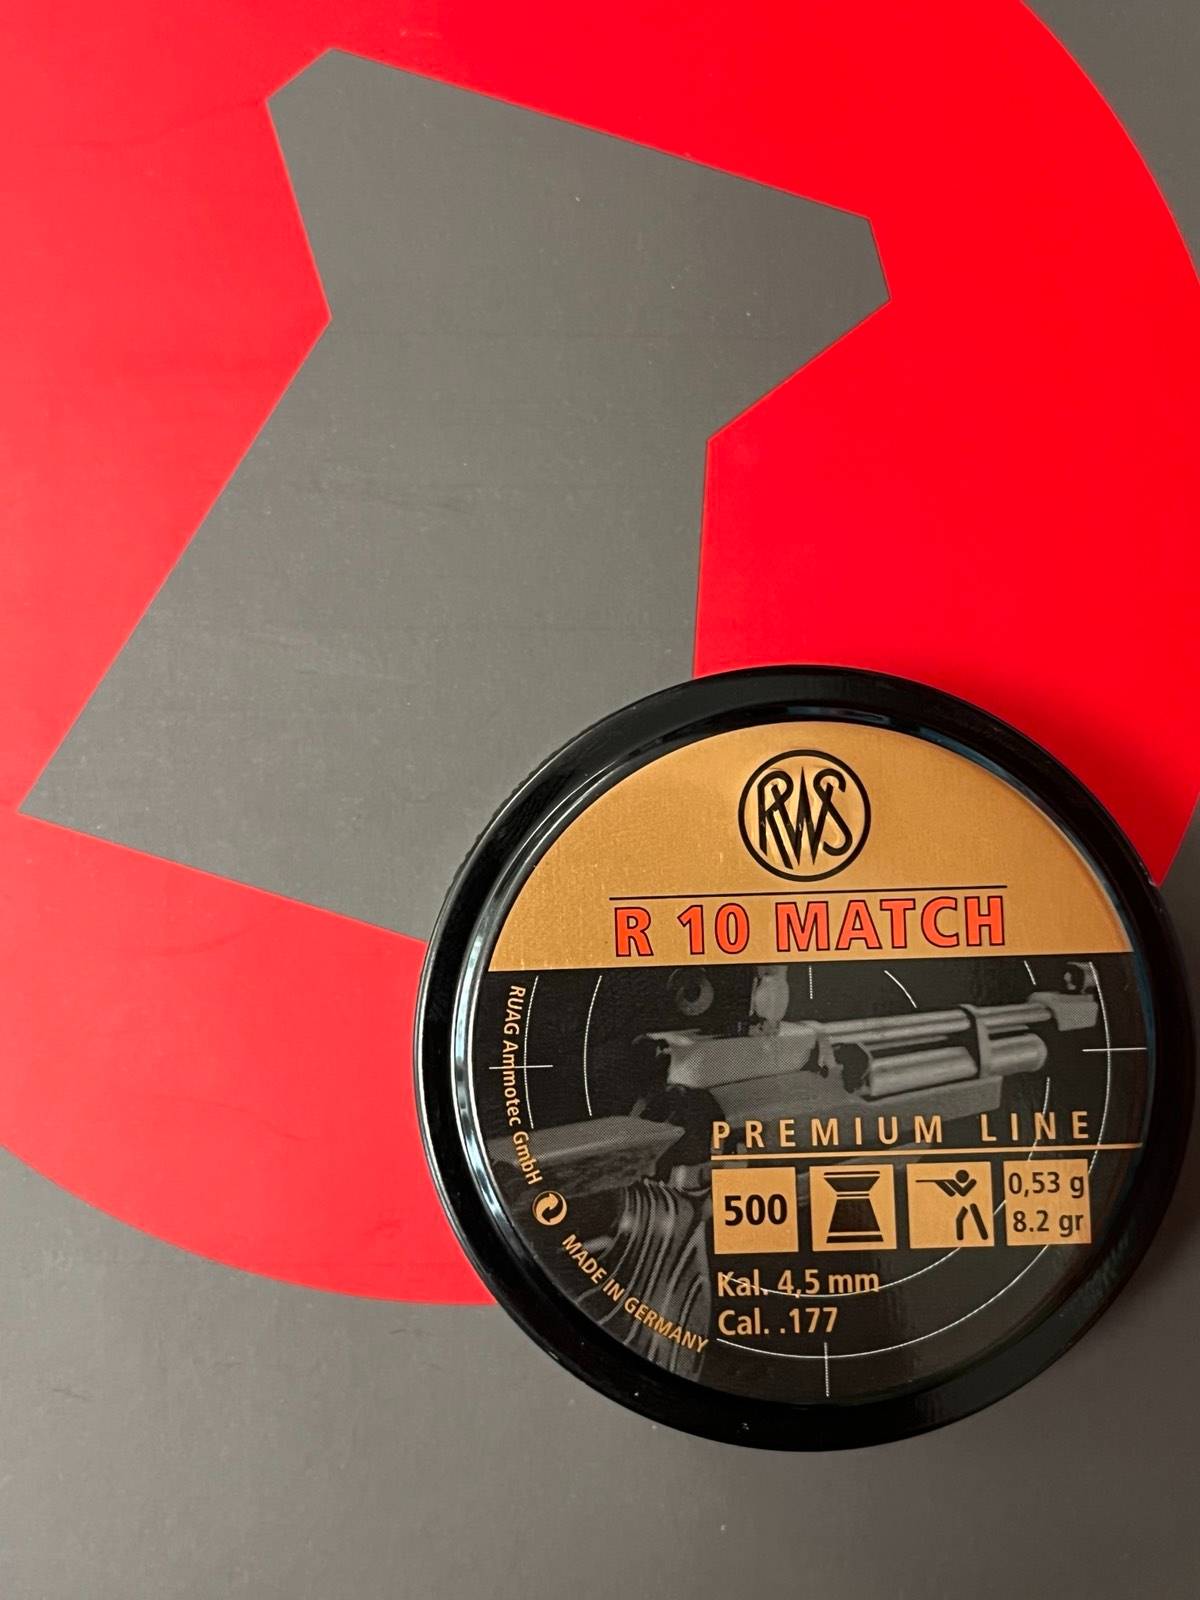 RWS
R 10 MATCH
RUAG Ammotec GmbH
MADE IN GERMANY
PREMIUM LINE
500
0,53 g
8.2 gr
Kal. 4,5 mm
Cal. .177